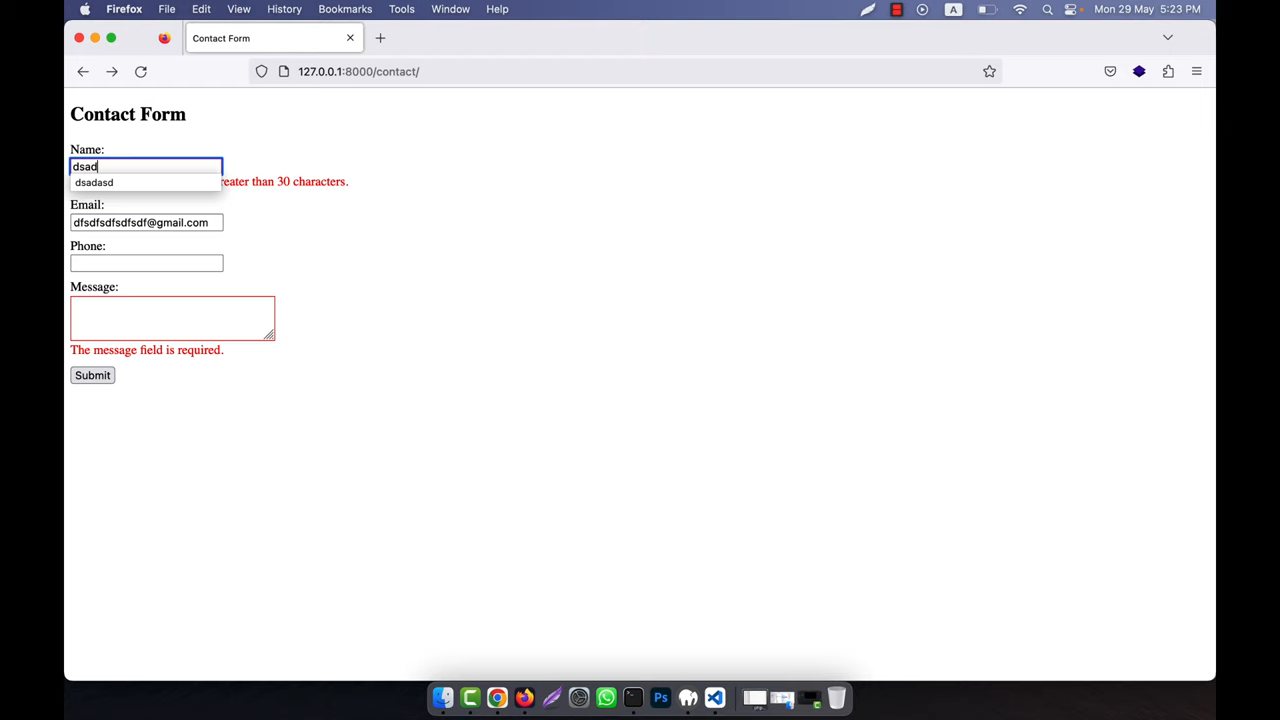 Firefox File Edit View History Bookmarks Tools Window Help A Mon 29 May 5:23 PM
Contact Form
127.0.0.1:8000/contact/
Contact Form
Name:
dsad
dsadasd
than 30 characters.
Email:
dfsdfsdfsdfsdf@gmail.com
Phone:
Message:
The message field is required.
Submit
Ps